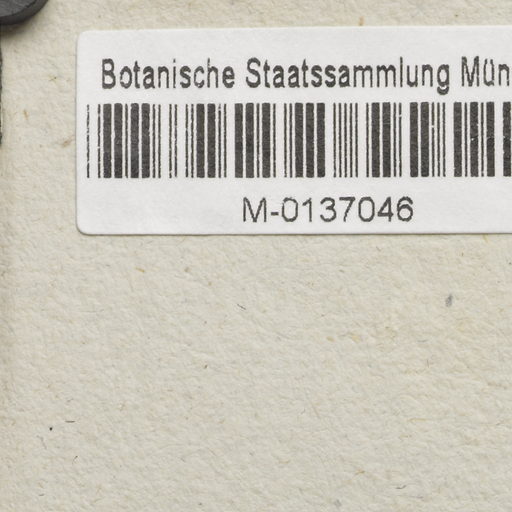 Botanische Staatssammlung Mün
M-0137046